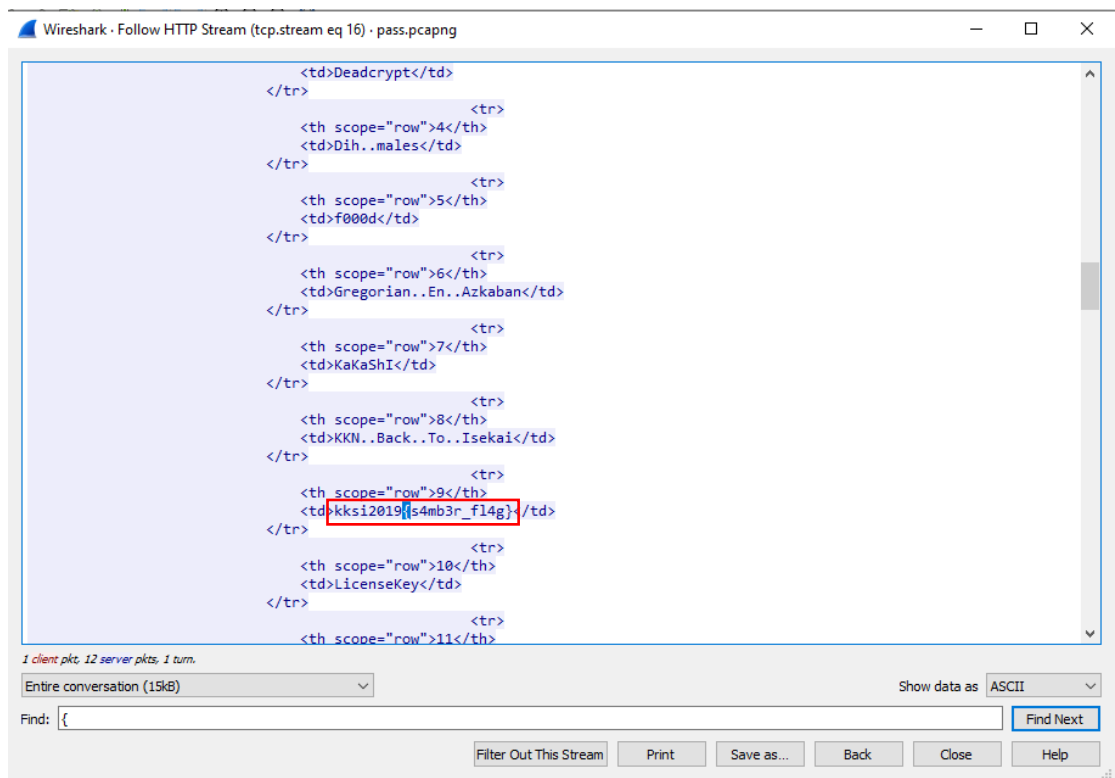 Wireshark · Follow HTTP Stream (tcp.stream eq 16) · pass.pcapng
<td>Deadcrypt</td>
</tr>
<tr>
<th scope="row">4</th>
<td>Dih..males</td>
</tr>
<tr>
<th scope="row">5</th>
<td>f000d</td>
</tr>
<tr>
<th scope="row">6</th>
<td>Gregorian..En..Azkaban</td>
</tr>
<tr>
<th scope="row">7</th>
<td>KaKaShI</td>
</tr>
<tr>
<th scope="row">8</th>
<td>KKN..Back..To..Isekai</td>
</tr>
<tr>
<th scope="row">9</th>
<td>kksi2019{s4mb3r_fl4g}</td>
</tr>
<tr>
<th scope="row">10</th>
<td>LicenseKey</td>
</tr>
<tr>
<th scope="row">11</th>
1 client pkt, 12 server pkts, 1 turn.
Entire conversation (15kB) Show data as ASCII
Find: { Find Next
Filter Out This Stream Print Save as... Back Close Help